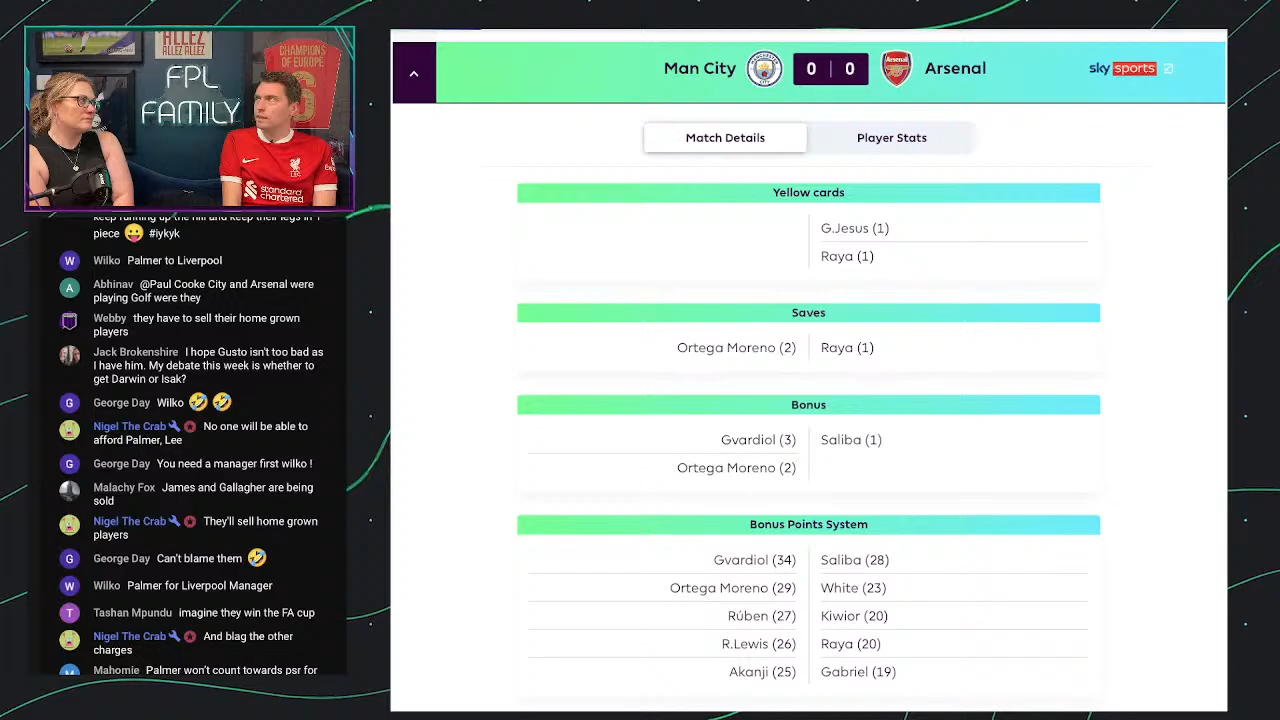 ALLEZ
ALLEZ ALLEZ
CHAMPIONS
OF EUROPE
6
FPL
FAMILY
standard
chartered
keep running up the hill and keep their legs in 1
piece 😛 #iykyk
W Wilko Palmer to Liverpool
A Abhinav @Paul Cooke City and Arsenal were
playing Golf were they
Webby they have to sell their home grown
players
Jack Brokenshire I hope Gusto isn't too bad as
I have him. My debate this week is whether to
get Darwin or Isak?
G George Day Wilko 🤣 🤣
Nigel The Crab No one will be able to
afford Palmer, Lee
G George Day You need a manager first wilko !
Malachy Fox James and Gallagher are being
sold
Nigel The Crab They'll sell home grown
players
G George Day Can't blame them 🤣
W Wilko Palmer for Liverpool Manager
T Tashan Mpundu imagine they win the FA cup
Nigel The Crab And blag the other
charges
M Mahomie Palmer won't count towards psr for
Man City 0 | 0 Arsenal
sky sports
Match Details Player Stats
Yellow cards
G.Jesus (1)
Raya (1)
Saves
Ortega Moreno (2) Raya (1)
Bonus
Gvardiol (3) Saliba (1)
Ortega Moreno (2)
Bonus Points System
Gvardiol (34) Saliba (28)
Ortega Moreno (29) White (23)
Rúben (27) Kiwior (20)
R.Lewis (26) Raya (20)
Akanji (25) Gabriel (19)